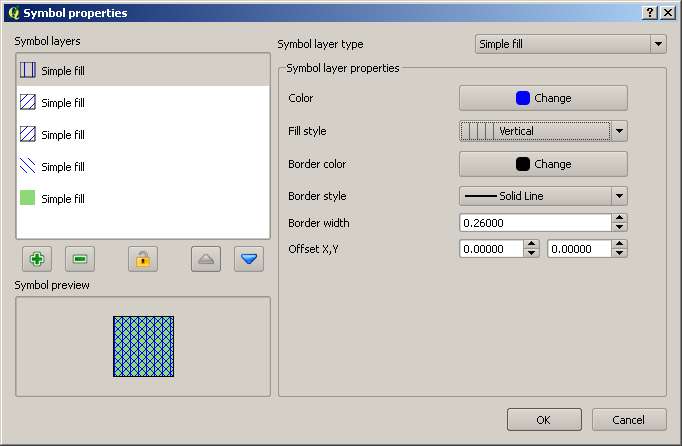 Symbol properties
Symbol layers
Simple fill
Simple fill
Simple fill
Simple fill
Simple fill
Symbol preview
Symbol layer type Simple fill
Symbol layer properties
Color Change
Fill style Vertical
Border color Change
Border style Solid Line
Border width 0.26000
Offset X,Y 0.00000 0.00000
OK Cancel